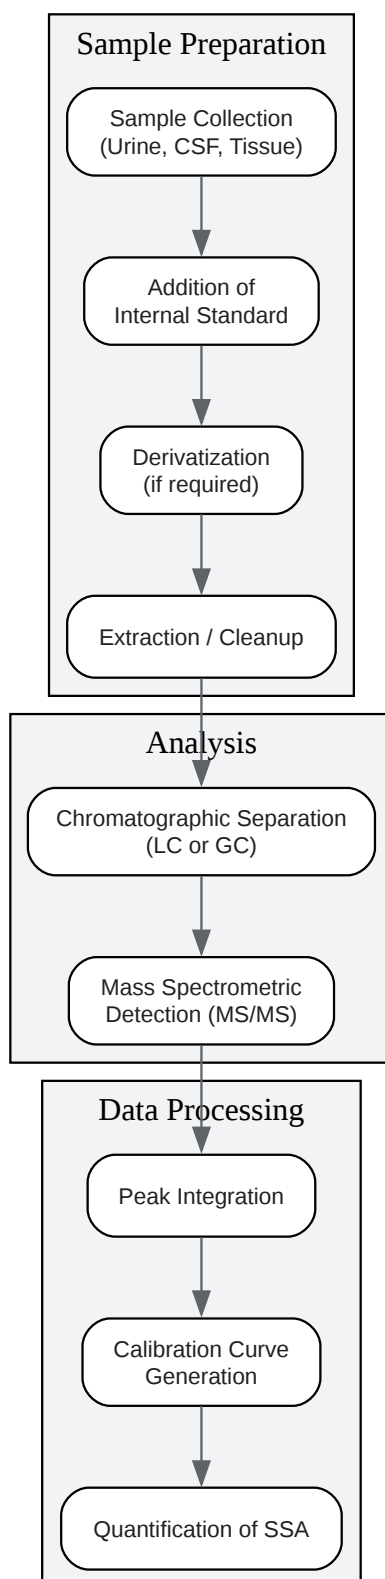 Sample Preparation
Sample Collection
(Urine, CSF, Tissue)
Addition of
Internal Standard
Derivatization
(if required)
Extraction / Cleanup
Analysis
Chromatographic Separation
(LC or GC)
Mass Spectrometric
Detection (MS/MS)
Data Processing
Peak Integration
Calibration Curve
Generation
Quantification of SSA